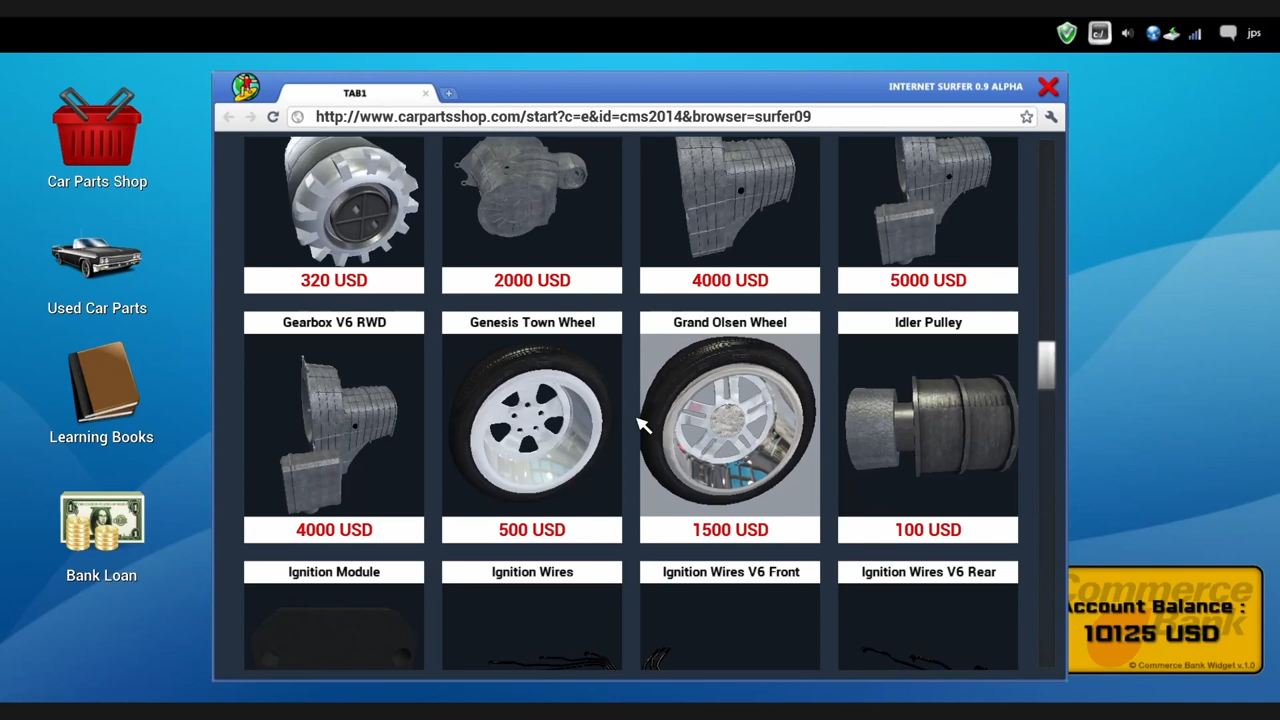 c:/
jps
TAB1
INTERNET SURFER 0.9 ALPHA
http://www.carpartsshop.com/start?c=e&id=cms2014&browser=surfer09
Car Parts Shop
Used Car Parts
Learning Books
Bank Loan
320 USD
2000 USD
4000 USD
5000 USD
Gearbox V6 RWD
Genesis Town Wheel
Grand Olsen Wheel
Idler Pulley
4000 USD
500 USD
1500 USD
100 USD
Ignition Module
Ignition Wires
Ignition Wires V6 Front
Ignition Wires V6 Rear
Commerce
Bank
Account Balance :
10125 USD
© Commerce Bank Widget v.1.0